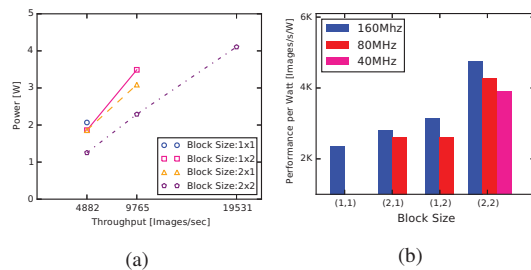 5
4
3
2
1
0
Power [W]
4882
9765
19531
Throughput [Images/sec]
Block Size:1x1
Block Size:1x2
Block Size:2x1
Block Size:2x2
(a)
6K
4K
2K
Performance per Watt [Images/s/W]
160Mhz
80MHz
40MHz
(1,1)
(2,1)
(1,2)
(2,2)
Block Size
(b)